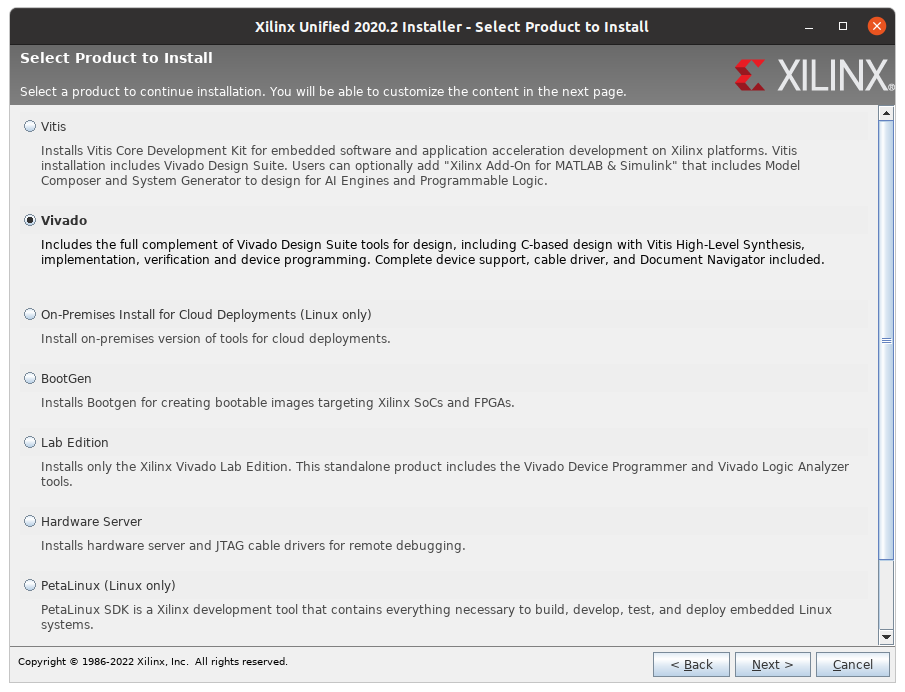 Xilinx Unified 2020.2 Installer - Select Product to Install
Select Product to Install
Select a product to continue installation. You will be able to customize the content in the next page.
XILINX®
Vitis
Installs Vitis Core Development Kit for embedded software and application acceleration development on Xilinx platforms. Vitis
installation includes Vivado Design Suite. Users can optionally add "Xilinx Add-On for MATLAB & Simulink" that includes Model
Composer and System Generator to design for AI Engines and Programmable Logic.
Vivado
Includes the full complement of Vivado Design Suite tools for design, including C-based design with Vitis High-Level Synthesis,
implementation, verification and device programming. Complete device support, cable driver, and Document Navigator included.
On-Premises Install for Cloud Deployments (Linux only)
Install on-premises version of tools for cloud deployments.
BootGen
Installs Bootgen for creating bootable images targeting Xilinx SoCs and FPGAs.
Lab Edition
Installs only the Xilinx Vivado Lab Edition. This standalone product includes the Vivado Device Programmer and Vivado Logic Analyzer
tools.
Hardware Server
Installs hardware server and JTAG cable drivers for remote debugging.
PetaLinux (Linux only)
PetaLinux SDK is a Xilinx development tool that contains everything necessary to build, develop, test, and deploy embedded Linux
systems.
Copyright © 1986-2022 Xilinx, Inc. All rights reserved.
< Back
Next >
Cancel